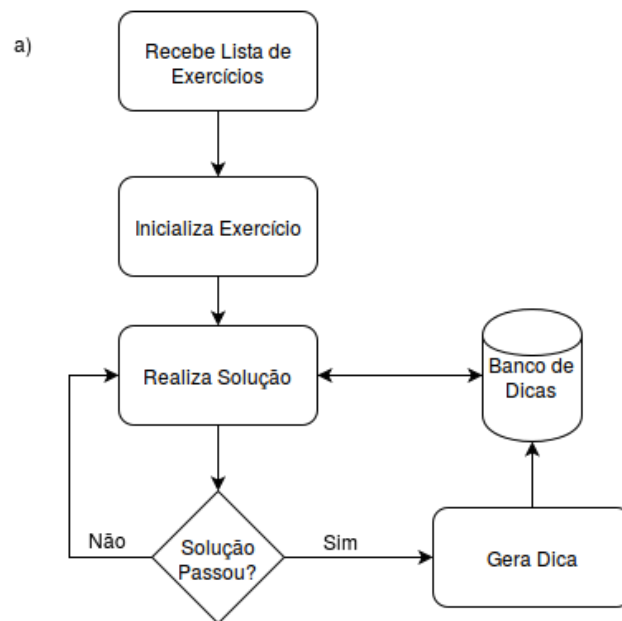 a)
Recebe Lista de
Exercícios
Inicializa Exercício
Realiza Solução
Banco de
Dicas
Não
Solução
Passou?
Sim
Gera Dica